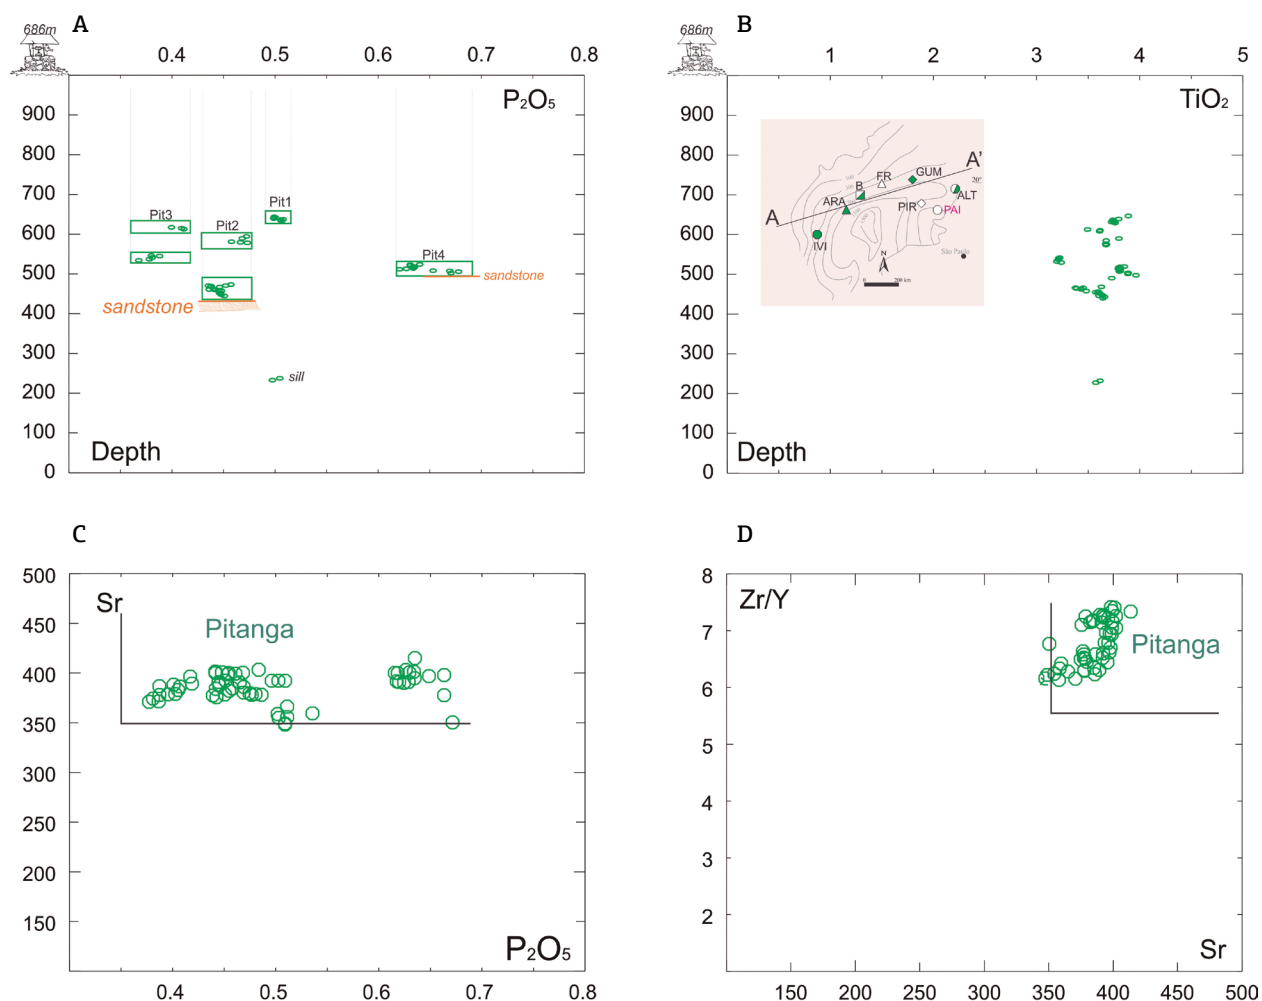 A
686m
0.4 0.5 0.6 0.7 0.8
P₂O₅
900
800
700
600
500
400
300
200
100
0
Pit3
Pit2
Pit1
Pit4
sandstone
sandstone
sill
Depth
B
686m
1 2 3 4 5
TiO₂
900
800
700
600
500
400
300
200
100
0
A'
FR
GUM
20°
B
ALT
ARA
PIR
PAI
A
IVI
São Paulo
N
0 200 km
Depth
C
500
450
400
350
300
250
200
150
Sr
Pitanga
P₂O₅
0.4 0.5 0.6 0.7 0.8
D
8
7
6
5
4
3
2
Zr/Y
Pitanga
Sr
150 200 250 300 350 400 450 500